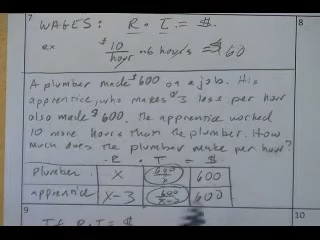 7
8
WAGES: R · T = $
ex $10/hour · 6 hours = $60
A plumber made $600 on a job. His
apprentice, who makes $3 less per hour
also made $600. The apprentice worked
10 more hours than the plumber. How
much does the plumber make per hour?
R · T = $
Plumber X 600/x 600
apprentice X-3 600/x-3 600
9
10
R·T=$